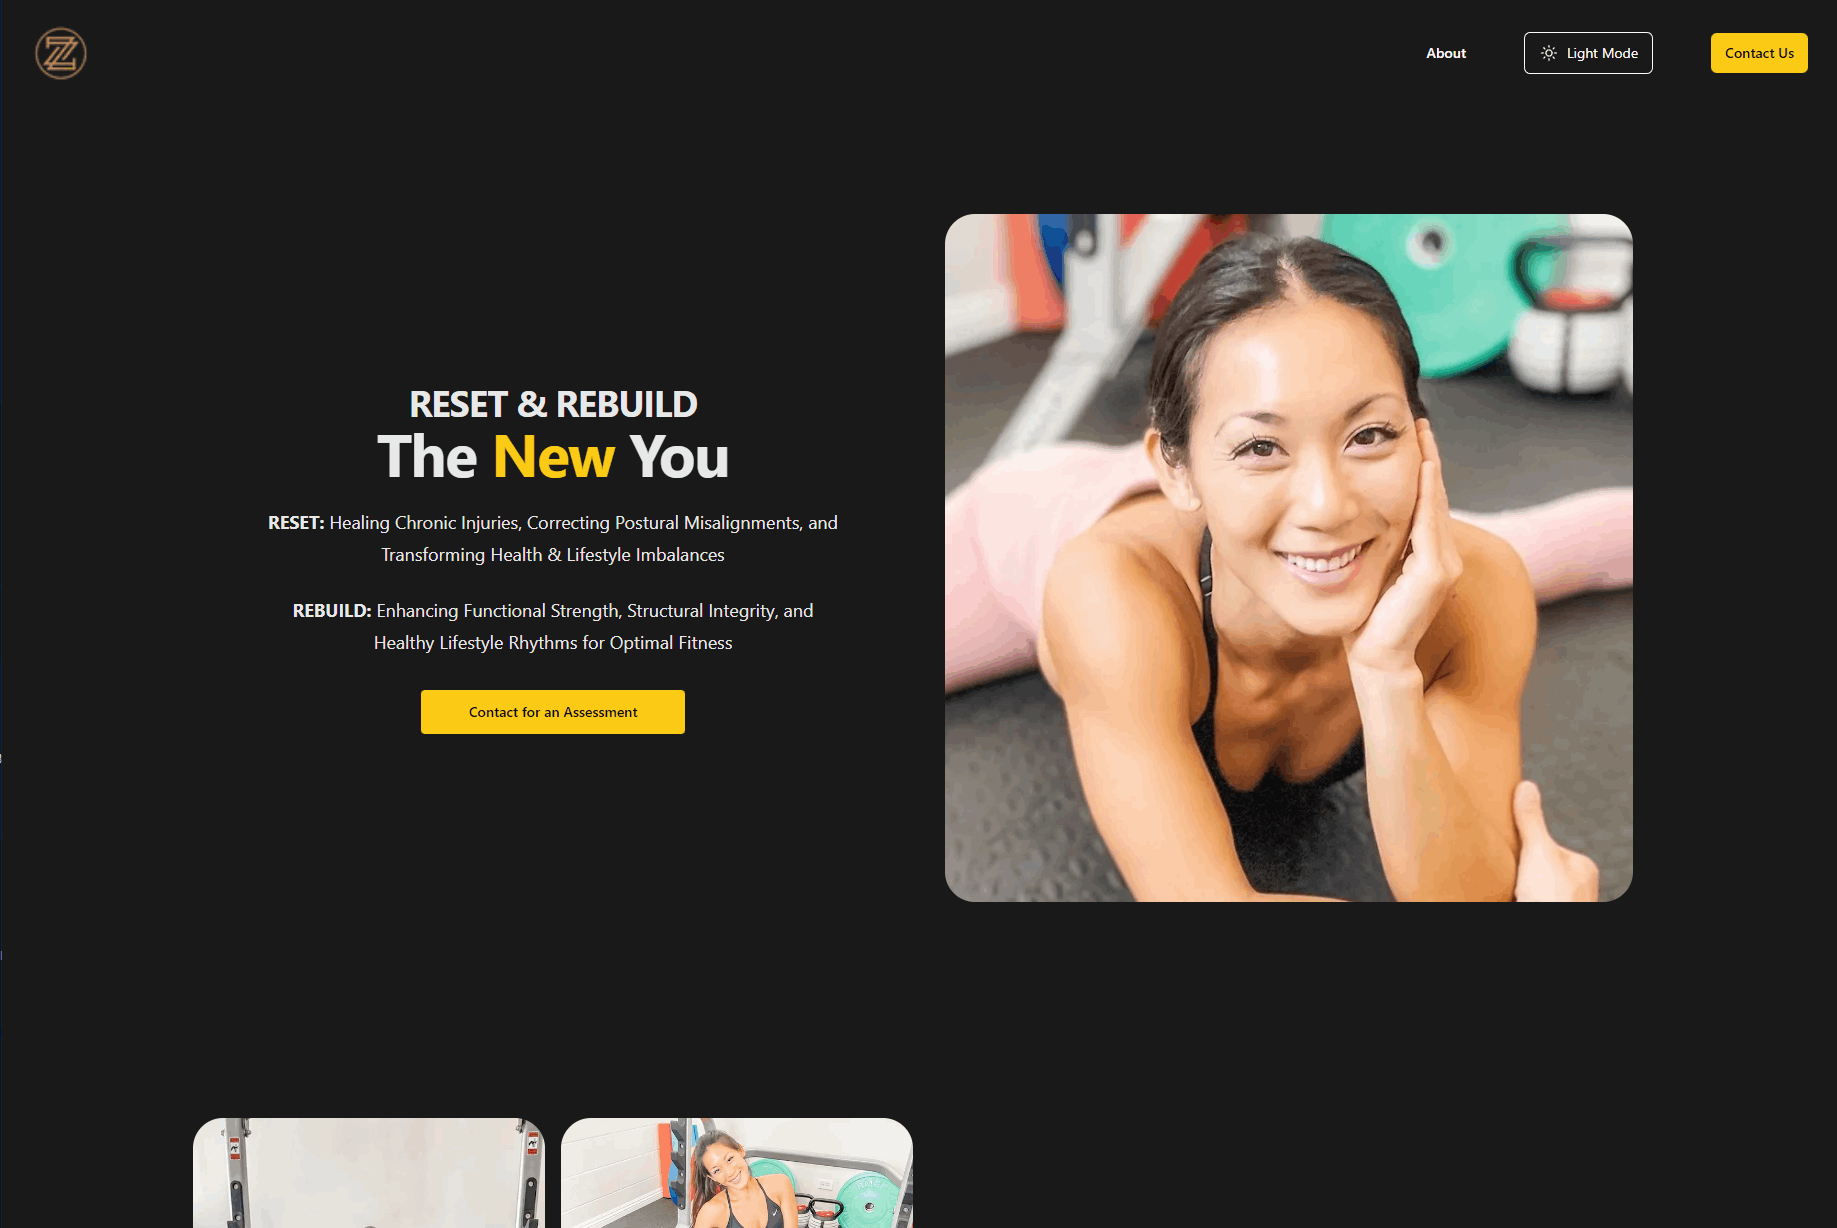 About
Light Mode
Contact Us
RESET & REBUILD
The New You
RESET: Healing Chronic Injuries, Correcting Postural Misalignments, and
Transforming Health & Lifestyle Imbalances
REBUILD: Enhancing Functional Strength, Structural Integrity, and
Healthy Lifestyle Rhythms for Optimal Fitness
Contact for an Assessment